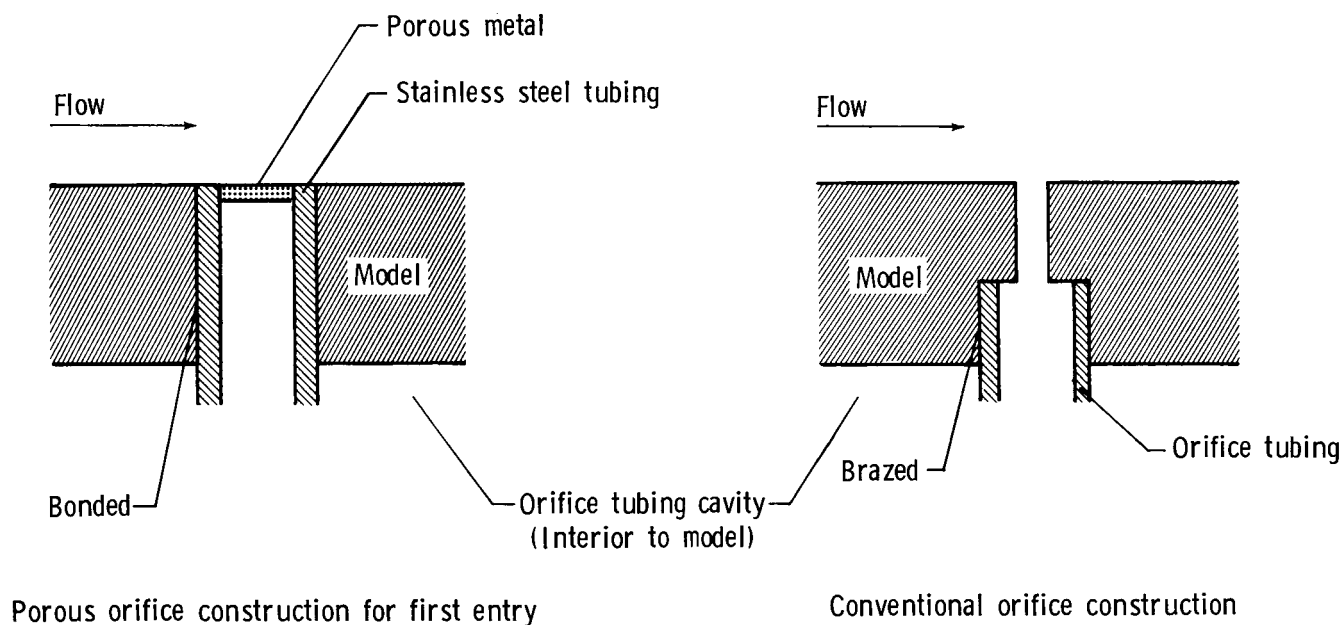 Porous metal
Stainless steel tubing
Flow
Model
Bonded
Flow
Model
Brazed
Orifice tubing
Orifice tubing cavity
(Interior to model)
Porous orifice construction for first entry
Conventional orifice construction